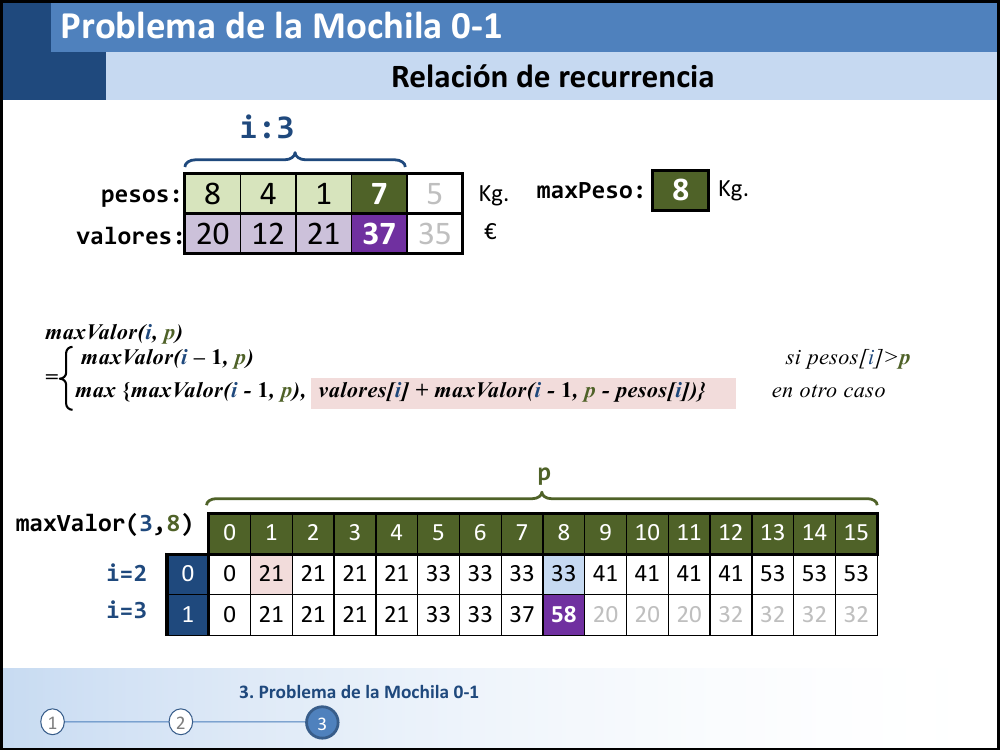 Problema de la Mochila 0-1
Relación de recurrencia
i:3
pesos: 8 4 1 7 5 Kg. maxPeso: 8 Kg.
valores: 20 12 21 37 35 €
maxValor(i, p)
= maxValor(i – 1, p) si pesos[i]>p
max {maxValor(i - 1, p), valores[i] + maxValor(i - 1, p - pesos[i])} en otro caso
p
maxValor(3,8) 0 1 2 3 4 5 6 7 8 9 10 11 12 13 14 15
i=2 0 0 21 21 21 21 33 33 33 33 41 41 41 41 53 53 53
i=3 1 0 21 21 21 21 33 33 37 58 20 20 20 32 32 32 32
3. Problema de la Mochila 0-1
1 2 3